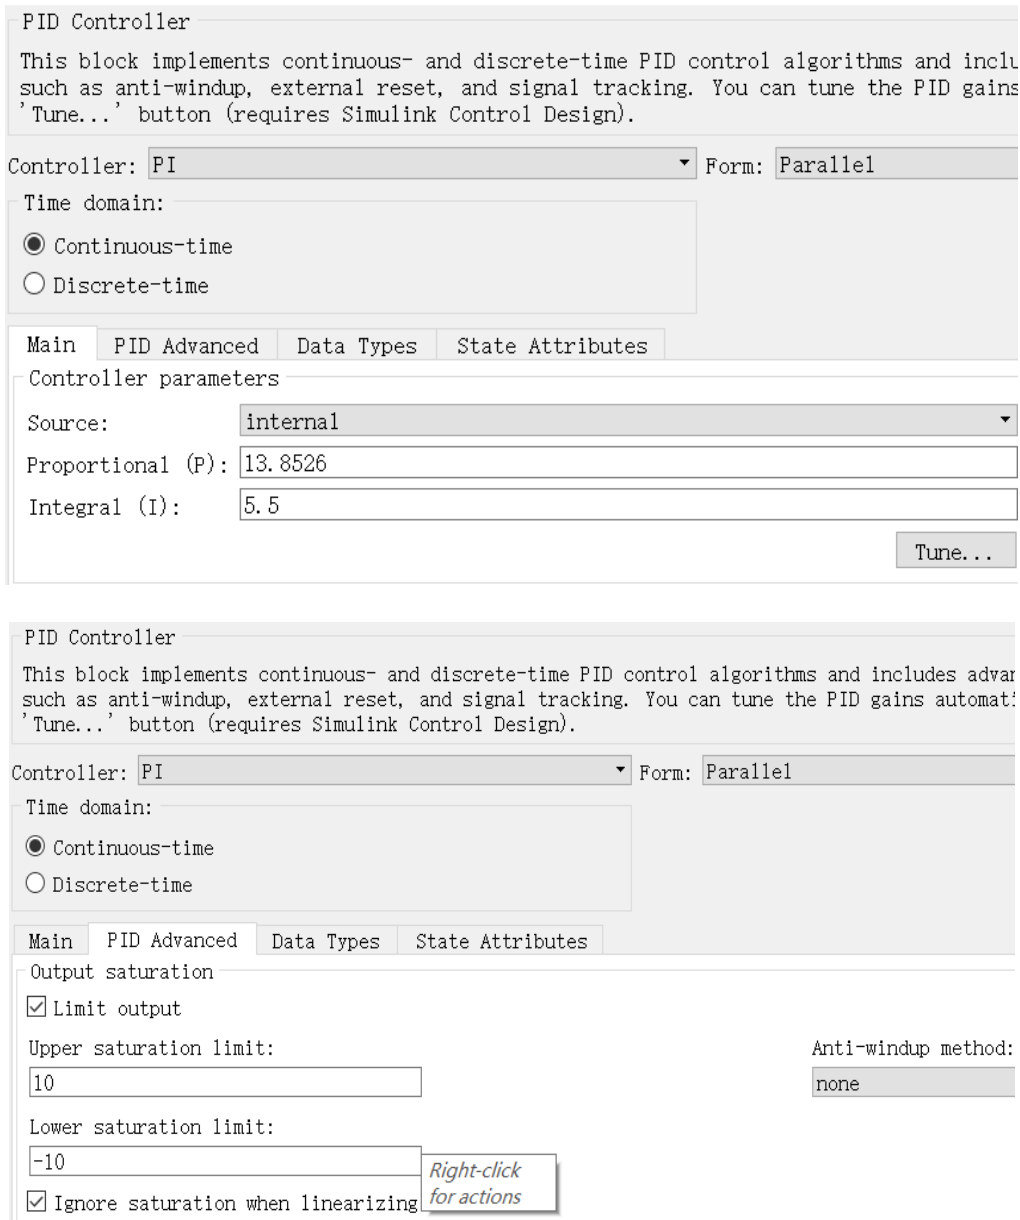 PID Controller
This block implements continuous- and discrete-time PID control algorithms and inclu
such as anti-windup, external reset, and signal tracking. You can tune the PID gains
'Tune...' button (requires Simulink Control Design).
Controller: PI Form: Parallel
Time domain:
Continuous-time
Discrete-time
Main PID Advanced Data Types State Attributes
Controller parameters
Source: internal
Proportional (P): 13.8526
Integral (I): 5.5
Tune...
PID Controller
This block implements continuous- and discrete-time PID control algorithms and includes advan
such as anti-windup, external reset, and signal tracking. You can tune the PID gains automati
'Tune...' button (requires Simulink Control Design).
Controller: PI Form: Parallel
Time domain:
Continuous-time
Discrete-time
Main PID Advanced Data Types State Attributes
Output saturation
Limit output
Upper saturation limit: Anti-windup method:
10 none
Lower saturation limit:
-10
Right-click
for actions
Ignore saturation when linearizing